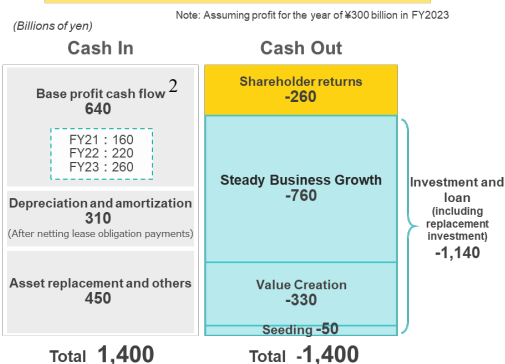 Note: Assuming profit for the year of ¥300 billion in FY2023
(Billions of yen)
Cash In
Cash Out
Base profit cash flow 2
640
FY21 : 160
FY22 : 220
FY23 : 260
Depreciation and amortization
310
(After netting lease obligation payments)
Asset replacement and others
450
Total 1,400
Shareholder returns
-260
Steady Business Growth
-760
Value Creation
-330
Seeding -50
Total -1,400
Investment and
loan
(including
replacement
investment)
-1,140